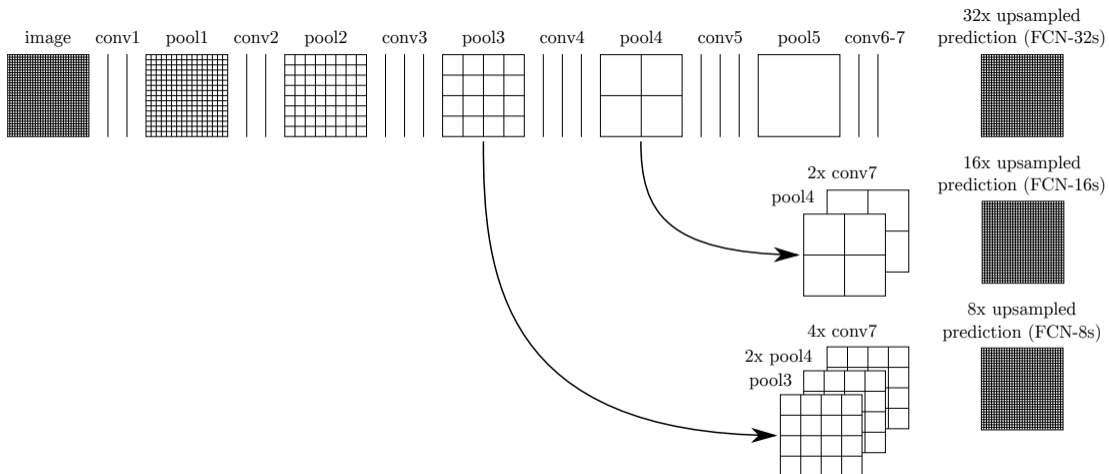 image
conv1
pool1
conv2
pool2
conv3
pool3
conv4
pool4
conv5
pool5
conv6-7
32x upsampled
prediction (FCN-32s)
2x conv7
pool4
16x upsampled
prediction (FCN-16s)
4x conv7
2x pool4
pool3
8x upsampled
prediction (FCN-8s)